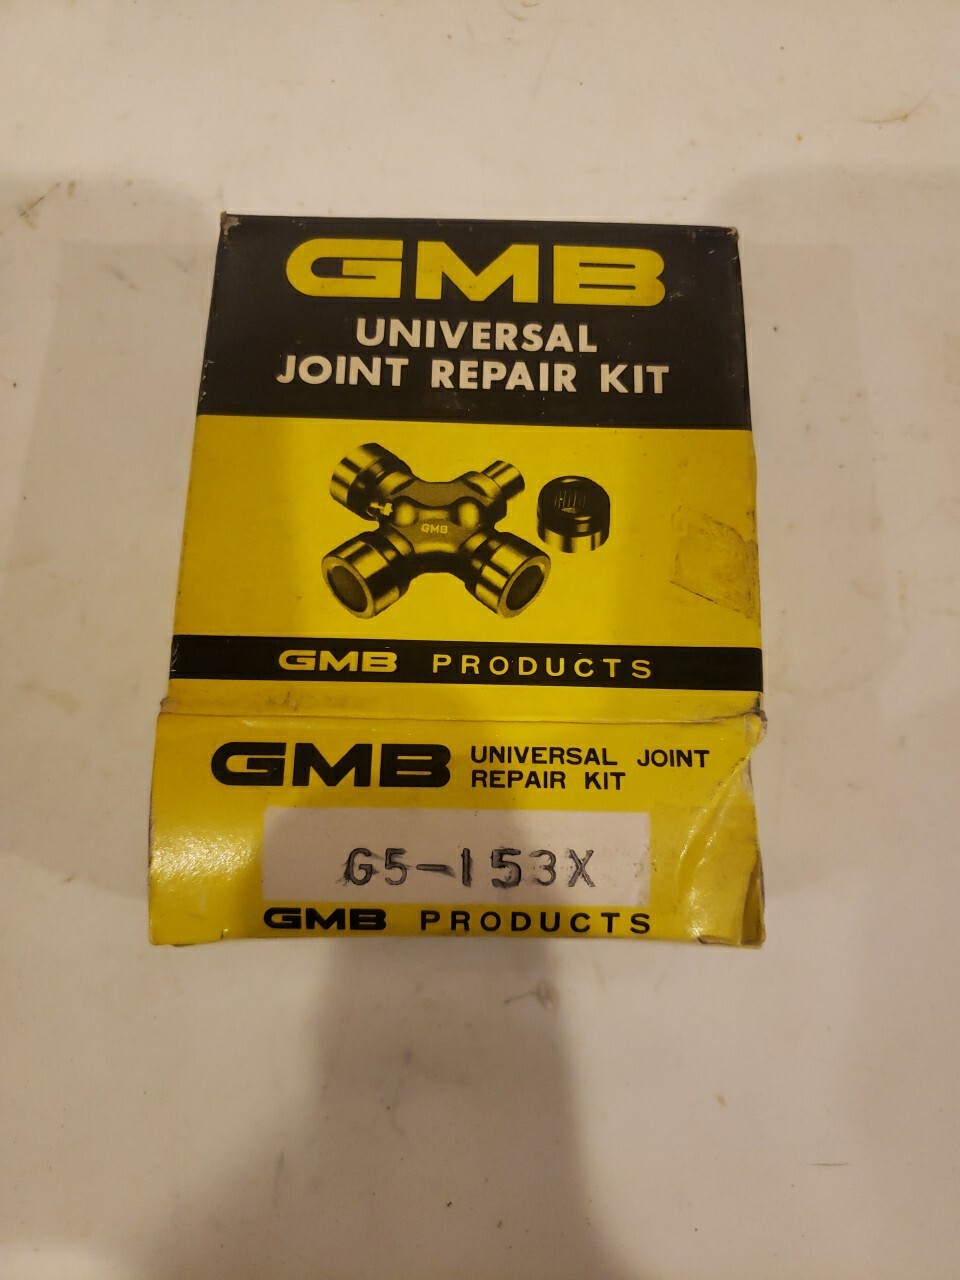 GMB
UNIVERSAL
JOINT REPAIR KIT
GMB
GMB PRODUCTS
GMB UNIVERSAL JOINT
REPAIR KIT
G5-153X
GMB PRODUCTS